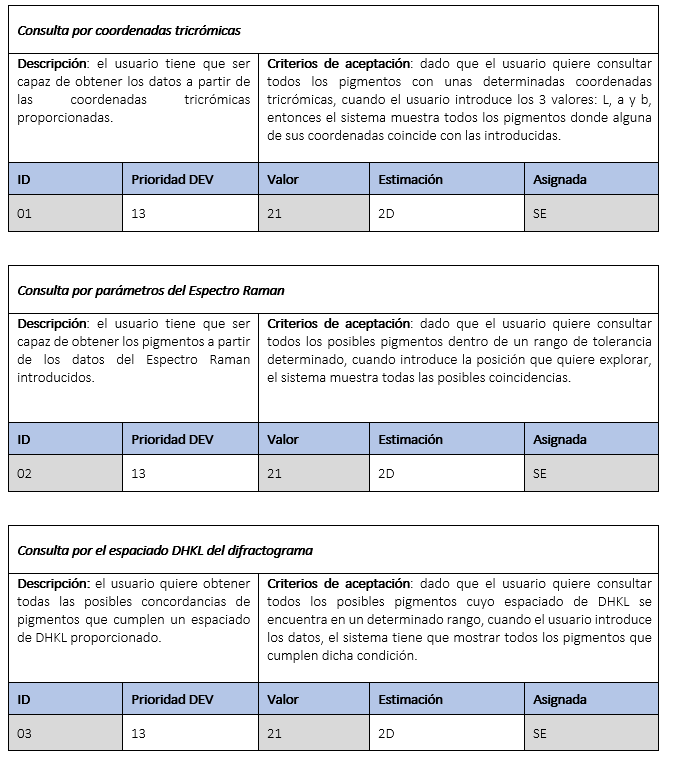 Consulta por coordenadas tricrómicas
Descripción: el usuario tiene que ser
capaz de obtener los datos a partir de
las coordenadas tricrómicas
proporcionadas.
Criterios de aceptación: dado que el usuario quiere consultar
todos los pigmentos con unas determinadas coordenadas
tricrómicas, cuando el usuario introduce los 3 valores: L, a y b,
entonces el sistema muestra todos los pigmentos donde alguna
de sus coordenadas coincide con las introducidas.
ID Prioridad DEV Valor Estimación Asignada
01 13 21 2D SE
Consulta por parámetros del Espectro Raman
Descripción: el usuario tiene que ser
capaz de obtener los pigmentos a partir
de los datos del Espectro Raman
introducidos.
Criterios de aceptación: dado que el usuario quiere consultar
todos los posibles pigmentos dentro de un rango de tolerancia
determinado, cuando introduce la posición que quiere explorar,
el sistema muestra todas las posibles coincidencias.
ID Prioridad DEV Valor Estimación Asignada
02 13 21 2D SE
Consulta por el espaciado DHKL del difractograma
Descripción: el usuario quiere obtener
todas las posibles concordancias de
pigmentos que cumplen un espaciado
de DHKL proporcionado.
Criterios de aceptación: dado que el usuario quiere consultar
todos los posibles pigmentos cuyo espaciado de DHKL se
encuentra en un determinado rango, cuando el usuario introduce
los datos, el sistema tiene que mostrar todos los pigmentos que
cumplen dicha condición.
ID Prioridad DEV Valor Estimación Asignada
03 13 21 2D SE